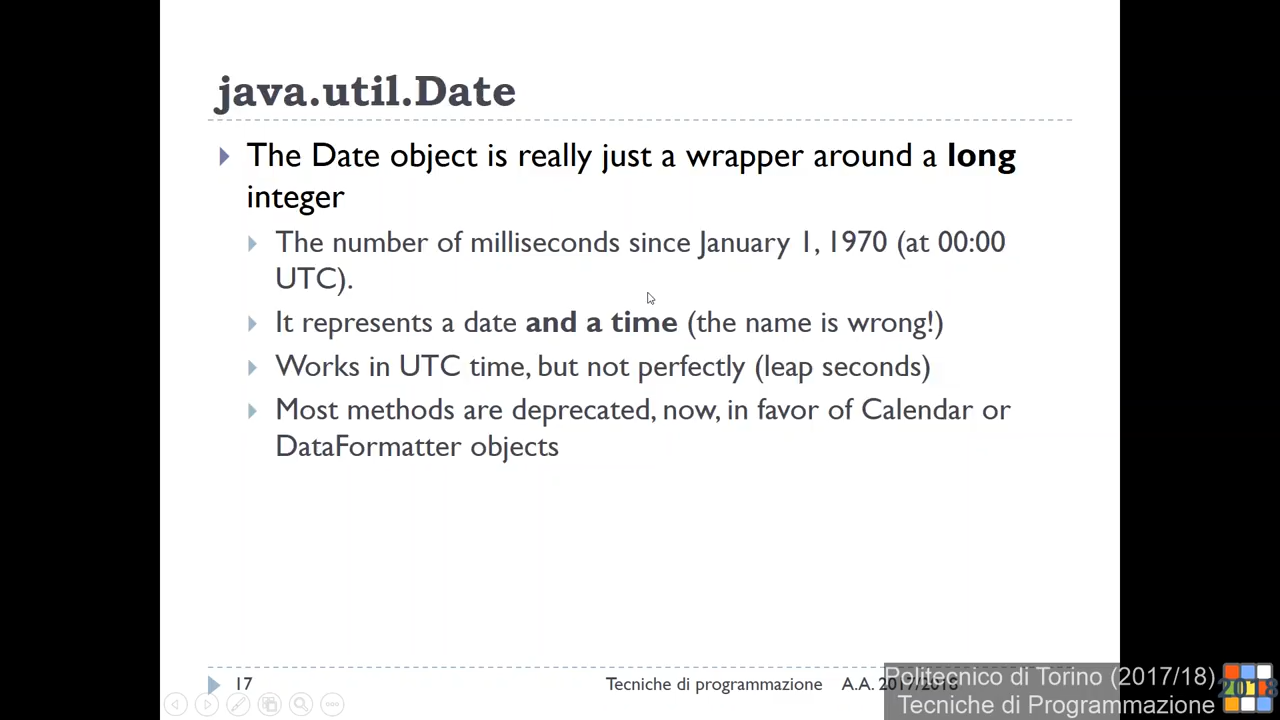 java.util.Date
The Date object is really just a wrapper around a long
integer
The number of milliseconds since January 1, 1970 (at 00:00
UTC).
It represents a date and a time (the name is wrong!)
Works in UTC time, but not perfectly (leap seconds)
Most methods are deprecated, now, in favor of Calendar or
DataFormatter objects
17
Tecniche di programmazione A.A. 2017/2018
Politecnico di Torino (2017/18)
Tecniche di Programmazione
2018